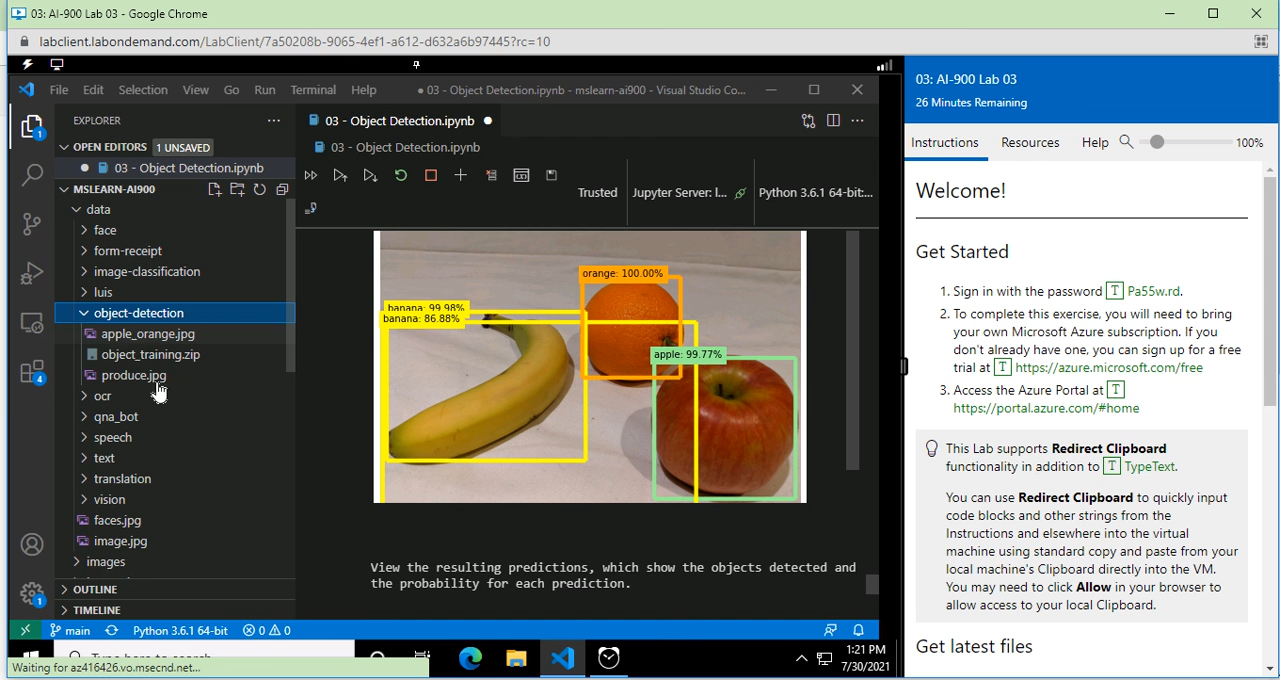 03: AI-900 Lab 03 - Google Chrome
labclient.labondemand.com/LabClient/7a50208b-9065-4ef1-a612-d632a6b97445?rc=10
File Edit Selection View Go Run Terminal Help ● 03 - Object Detection.ipynb - mslearn-ai900 - Visual Studio Co...
EXPLORER
OPEN EDITORS 1 UNSAVED
03 - Object Detection.ipynb
MSLEARN-AI900
data
face
form-receipt
image-classification
luis
object-detection
apple_orange.jpg
object_training.zip
produce.jpg
ocr
qna_bot
speech
text
translation
vision
faces.jpg
image.jpg
images
OUTLINE
TIMELINE
1
4
1
03 - Object Detection.ipynb ●
03 - Object Detection.ipynb
Trusted
Jupyter Server: l...
Python 3.6.1 64-bit:...
orange: 100.00%
banana: 99.98%
banana: 86.88%
apple: 99.77%
View the resulting predictions, which show the objects detected and
the probability for each prediction.
main Python 3.6.1 64-bit 0 0
1:21 PM
7/30/2021
Waiting for az416426.vo.msecnd.net...
03: AI-900 Lab 03
26 Minutes Remaining
Instructions Resources Help 100%
Welcome!
Get Started
1. Sign in with the password T Pa55w.rd.
2. To complete this exercise, you will need to bring
your own Microsoft Azure subscription. If you
don't already have one, you can sign up for a free
trial at T https://azure.microsoft.com/free
3. Access the Azure Portal at T
https://portal.azure.com/#home
This Lab supports Redirect Clipboard
functionality in addition to T TypeText.
You can use Redirect Clipboard to quickly input
code blocks and other strings from the
Instructions and elsewhere into the virtual
machine using standard copy and paste from your
local machine's Clipboard directly into the VM.
You may need to click Allow in your browser to
allow access to your local Clipboard.
Get latest files